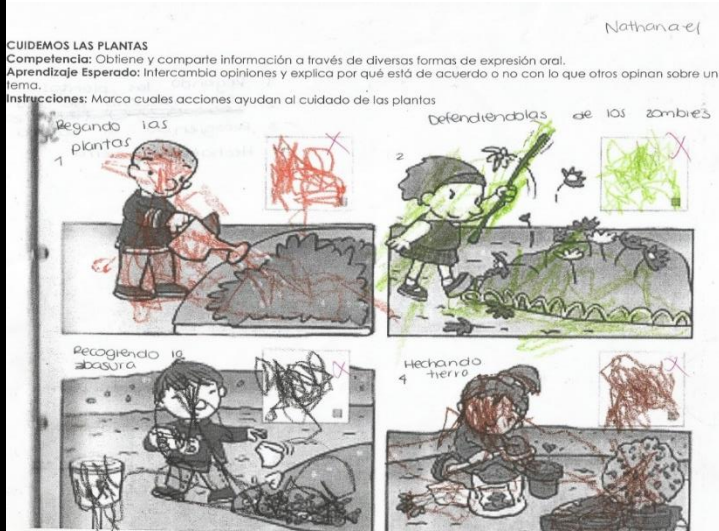 Nathanael
CUIDEMOS LAS PLANTAS
Competencia: Obtiene y comparte información a través de diversas formas de expresión oral.
Aprendizaje Esperado: Intercambia opiniones y explica por qué está de acuerdo o no con lo que otros opinan sobre un
tema.
Instrucciones: Marca cuales acciones ayudan al cuidado de las plantas
Regando las
plantas
1
Defendiéndolas de los zombies
2
Recogiendo la
basura
Hechando
4 tierra